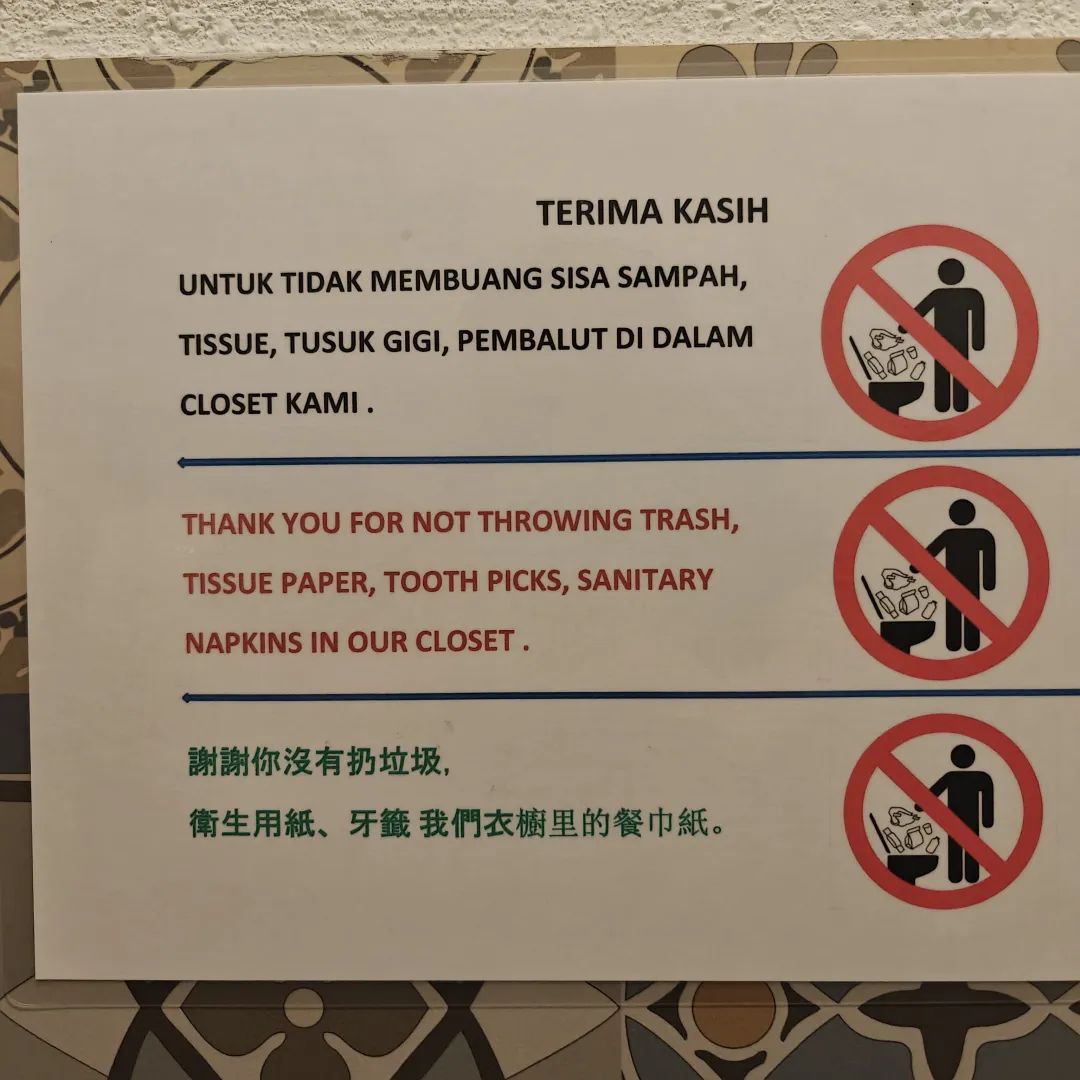 TERIMA KASIH
UNTUK TIDAK MEMBUANG SISA SAMPAH,
TISSUE, TUSUK GIGI, PEMBALUT DI DALAM
CLOSET KAMI .
THANK YOU FOR NOT THROWING TRASH,
TISSUE PAPER, TOOTH PICKS, SANITARY
NAPKINS IN OUR CLOSET .
謝謝你沒有扔垃圾,
衛生用紙、牙籤 我們衣櫥里的餐巾紙。